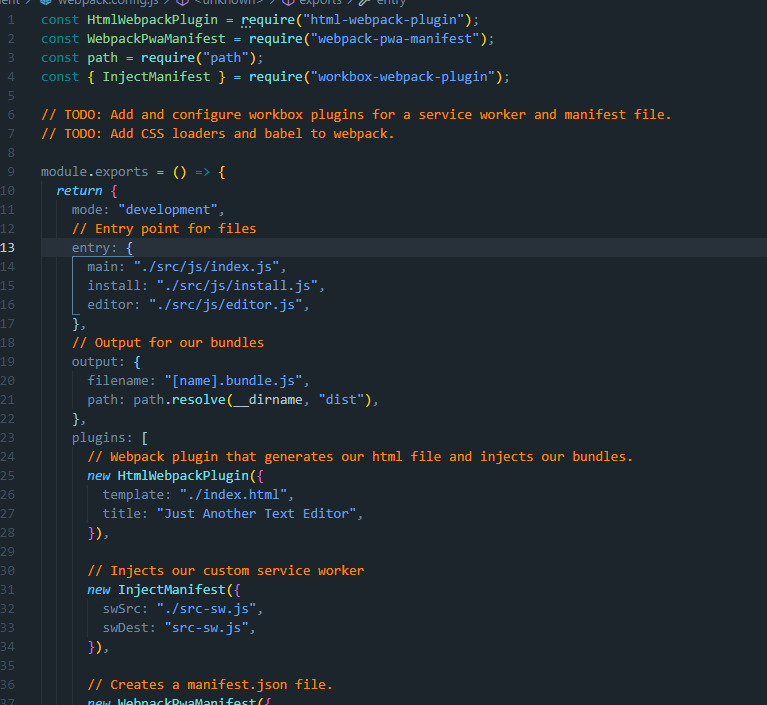 ent > webpack.config.js > <unknown> > exports > entry
1 const HtmlWebpackPlugin = require("html-webpack-plugin");
2 const WebpackPwaManifest = require("webpack-pwa-manifest");
3 const path = require("path");
4 const { InjectManifest } = require("workbox-webpack-plugin");
5
6 // TODO: Add and configure workbox plugins for a service worker and manifest file.
7 // TODO: Add CSS loaders and babel to webpack.
8
9 module.exports = () => {
10   return {
11     mode: "development",
12     // Entry point for files
13     entry: {
14       main: "./src/js/index.js",
15       install: "./src/js/install.js",
16       editor: "./src/js/editor.js",
17     },
18     // Output for our bundles
19     output: {
20       filename: "[name].bundle.js",
21       path: path.resolve(__dirname, "dist"),
22     },
23     plugins: [
24       // Webpack plugin that generates our html file and injects our bundles.
25       new HtmlWebpackPlugin({
26         template: "./index.html",
27         title: "Just Another Text Editor",
28       }),
29
30       // Injects our custom service worker
31       new InjectManifest({
32         swSrc: "./src-sw.js",
33         swDest: "src-sw.js",
34       }),
35
36       // Creates a manifest.json file.
37       new WebpackPwaManifest({